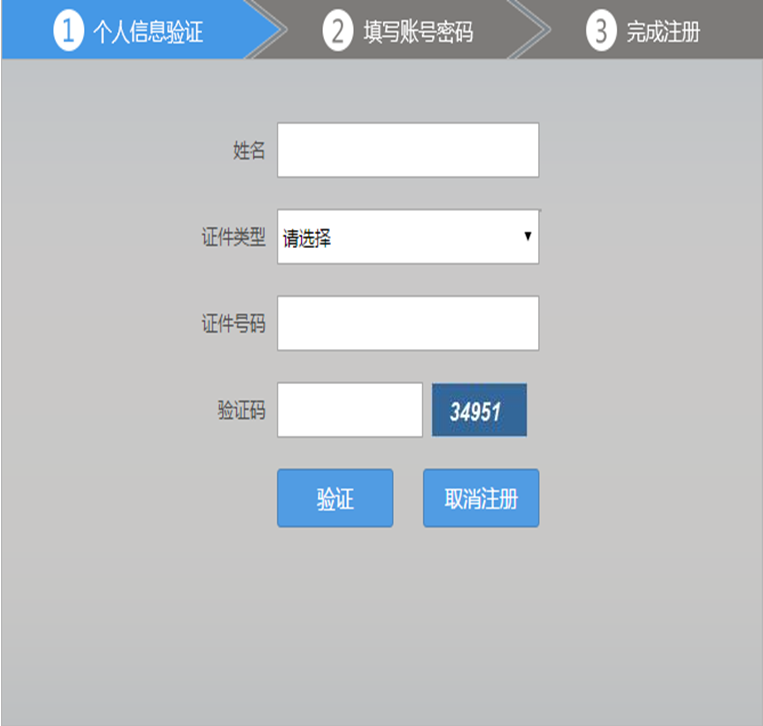 1 个人信息验证 2 填写账号密码 3 完成注册
姓名
证件类型 请选择
证件号码
验证码 34951
验证 取消注册